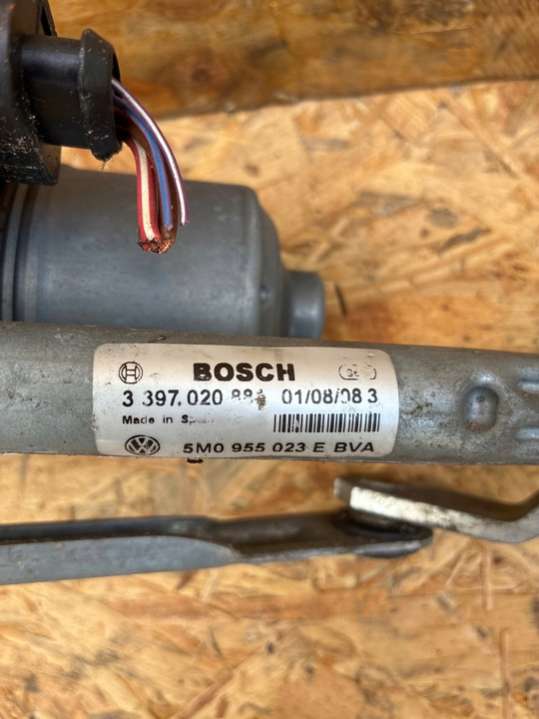 BOSCH
3 397.020 01/08/08 3
Made in
5M0 955 023 E BVA